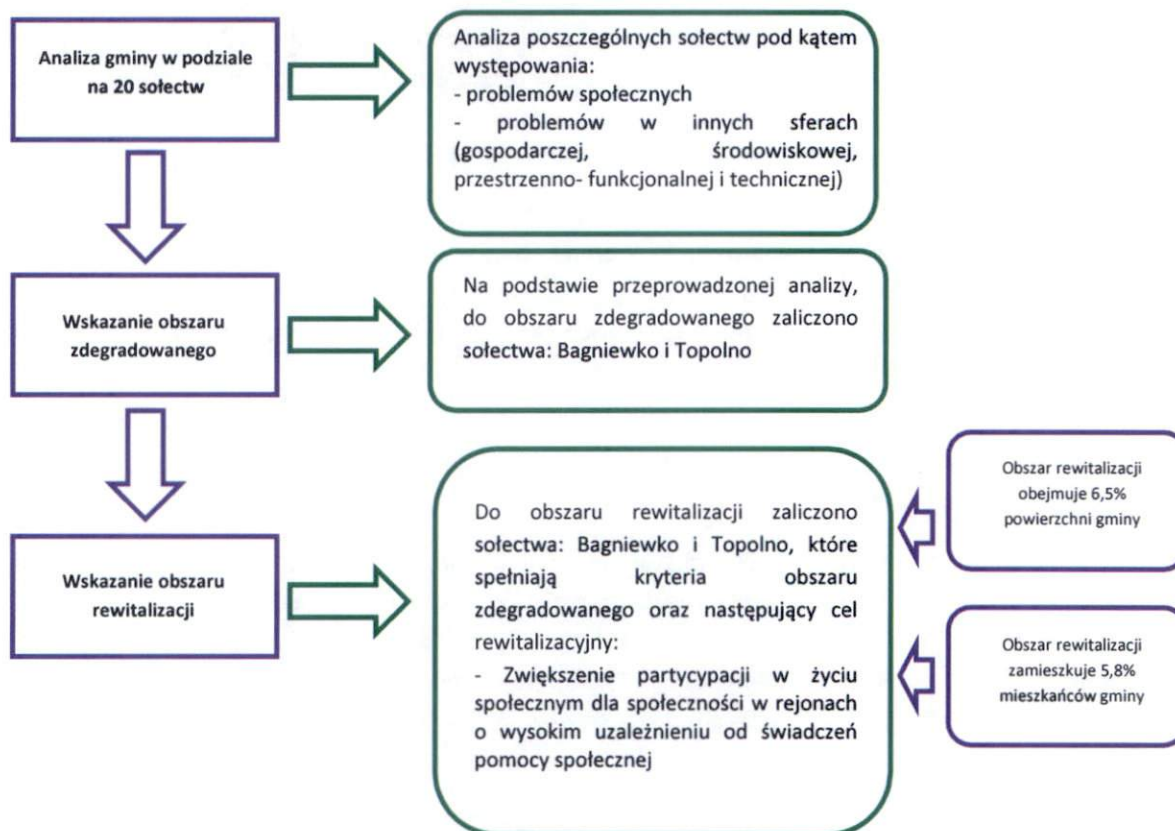 Analiza gminy w podziale
na 20 sołectw
Analiza poszczególnych sołectw pod kątem
występowania:
- problemów społecznych
- problemów w innych sferach
(gospodarczej, środowiskowej,
przestrzenno- funkcjonalnej i technicznej)
Wskazanie obszaru
zdegradowanego
Na podstawie przeprowadzonej analizy,
do obszaru zdegradowanego zaliczono
sołectwa: Bagniewko i Topolno
Wskazanie obszaru
rewitalizacji
Do obszaru rewitalizacji zaliczono
sołectwa: Bagniewko i Topolno, które
spełniają kryteria obszaru
zdegradowanego oraz następujący cel
rewitalizacyjny:
- Zwiększenie partycypacji w życiu
społecznym dla społeczności w rejonach
o wysokim uzależnieniu od świadczeń
pomocy społecznej
Obszar rewitalizacji
obejmuje 6,5%
powierzchni gminy
Obszar rewitalizacji
zamieszkuje 5,8%
mieszkańców gminy